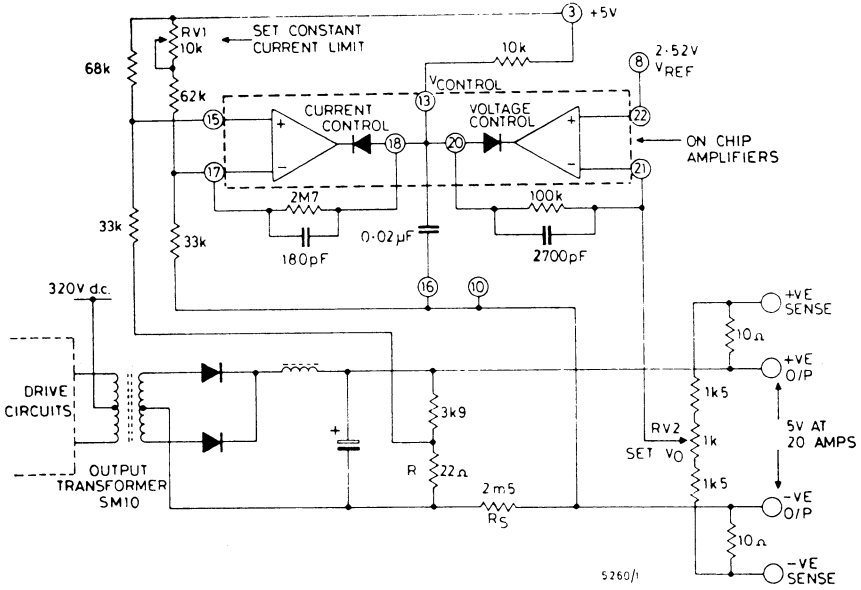 3 +5V
RV1
10k
SET CONSTANT
CURRENT LIMIT
10k
8 2·52V
VREF
68k
62k
VCONTROL
13
CURRENT
CONTROL
VOLTAGE
CONTROL
15
+
18
20
+
22
ON CHIP
AMPLIFIERS
17
−
−
21
2M7
100k
33k
33k
180pF
0·02µF
2700pF
16
10
320V d.c.
+VE
SENSE
10Ω
+VE
O/P
DRIVE
CIRCUITS
3k9
1k5
RV2
SET VO
1k
5V AT
20 AMPS
+
OUTPUT
TRANSFORMER
SM10
R
22Ω
1k5
2m5
RS
−VE
O/P
10Ω
5260/1
−VE
SENSE